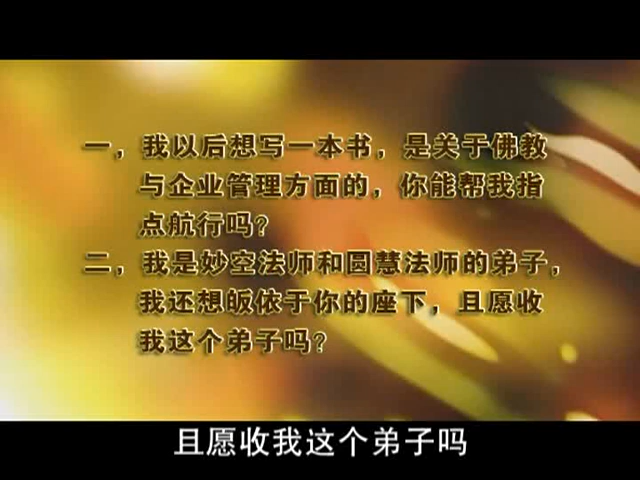 一，我以后想写一本书，是关于佛教
与企业管理方面的，你能帮我指
点航行吗？
二，我是妙空法师和圆慧法师的弟子，
我还想皈依于你的座下，且愿收
我这个弟子吗？
且愿收我这个弟子吗